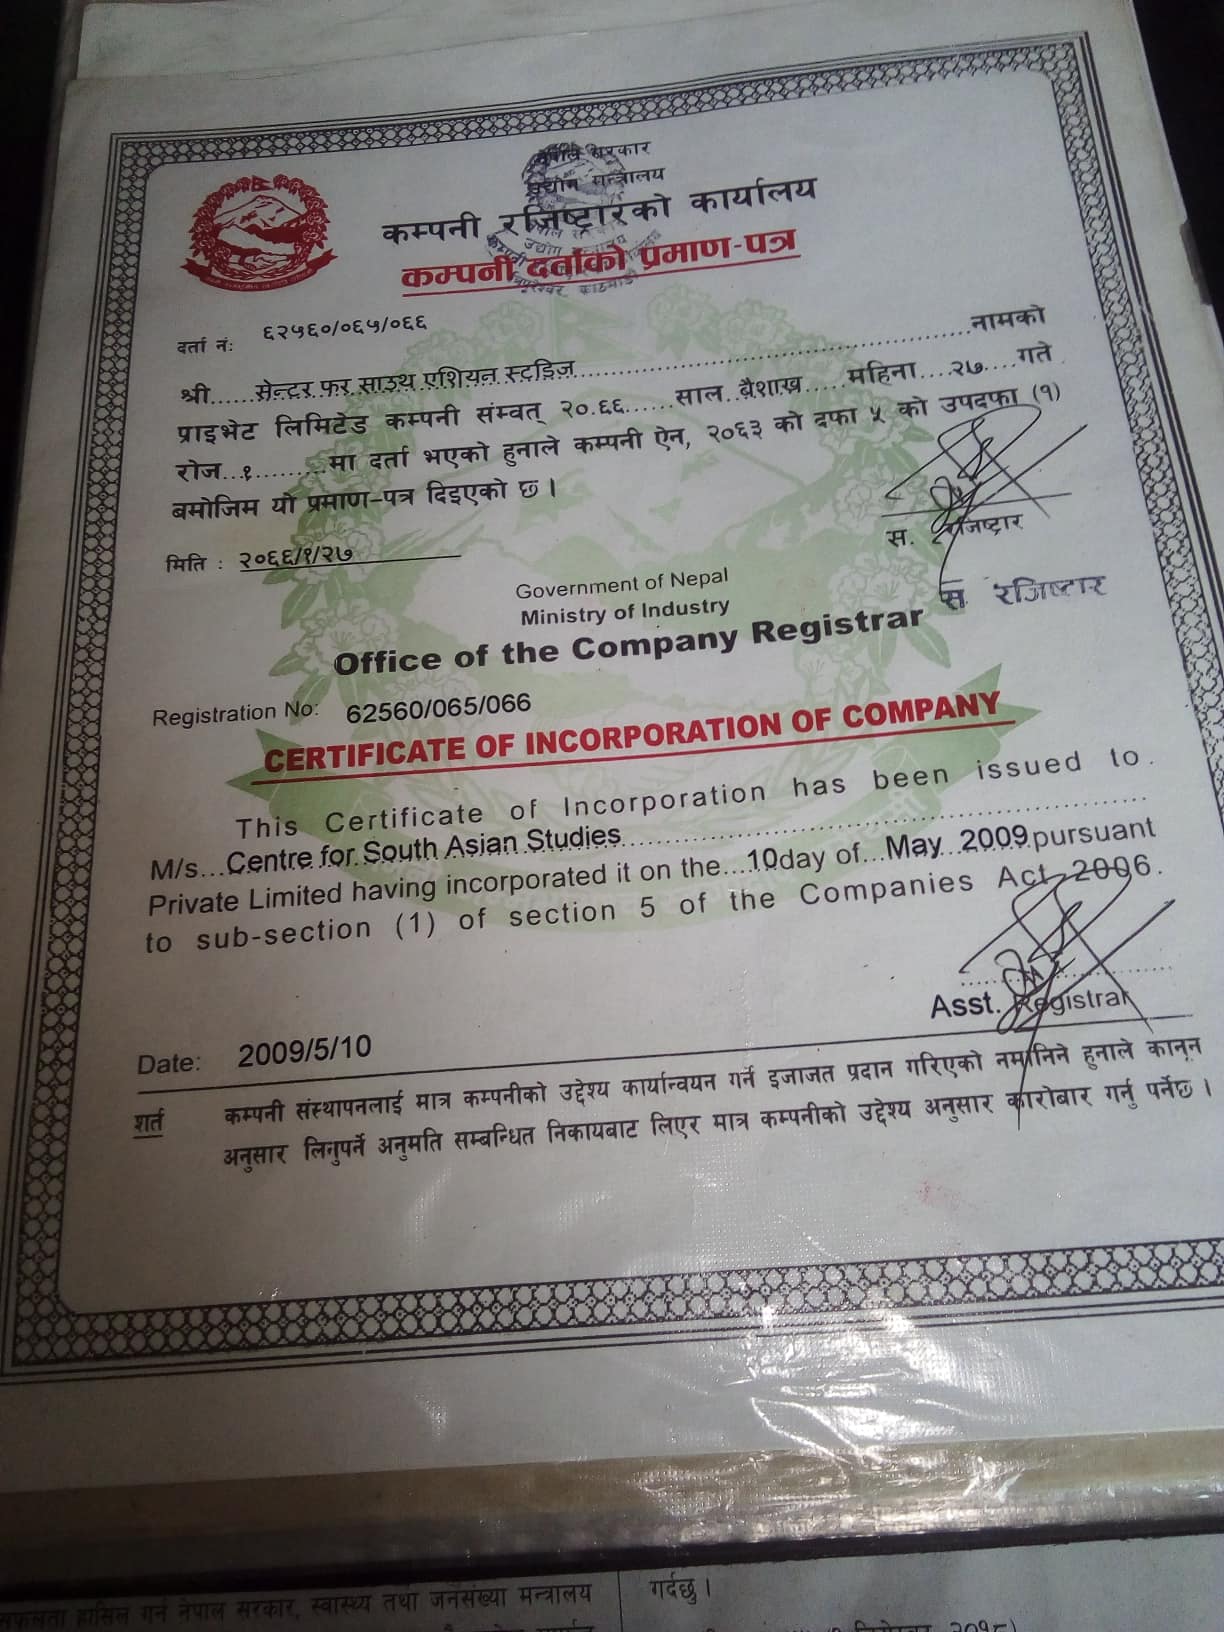 नेपाल सरकार
उद्योग मन्त्रालय
कम्पनी रजिष्ट्रारको कार्यालय
कम्पनी दर्ताको प्रमाण-पत्र
दर्ता नं: ६२५६०/०६५/०६६
श्री......सेन्टर फर साउथ एशियन स्टडिज......नामको
प्राइभेट लिमिटेड कम्पनी संम्वत् २०६६......साल..बैशाख.....महिना....२७....गते
रोज..१.........मा दर्ता भएको हुनाले कम्पनी ऐन, २०६३ को दफा ५ को उपदफा (१)
बमोजिम यो प्रमाण-पत्र दिइएको छ।
स. रजिष्ट्रार
मिति : २०६६/१/२७
स. रजिष्टार
Government of Nepal
Ministry of Industry
Office of the Company Registrar
Registration No: 62560/065/066
CERTIFICATE OF INCORPORATION OF COMPANY
This Certificate of Incorporation has been issued to.
M/s...Centre for South Asian Studies......
Private Limited having incorporated it on the....10day of...May 2009 pursuant
to sub-section (1) of section 5 of the Companies Act 2006.
Asst. Registrar
Date: 2009/5/10
शर्त कम्पनी संस्थापनलाई मात्र कम्पनीको उद्देश्य कार्यान्वयन गर्ने इजाजत प्रदान गरिएको नमानिने हुनाले कानून
अनुसार लिनुपर्ने अनुमति सम्बन्धित निकायबाट लिएर मात्र कम्पनीको उद्देश्य अनुसार कारोबार गर्नु पर्नेछ।
सफलता हासिल गर्न नेपाल सरकार, स्वास्थ्य तथा जनसंख्या मन्त्रालय
गर्दछु।